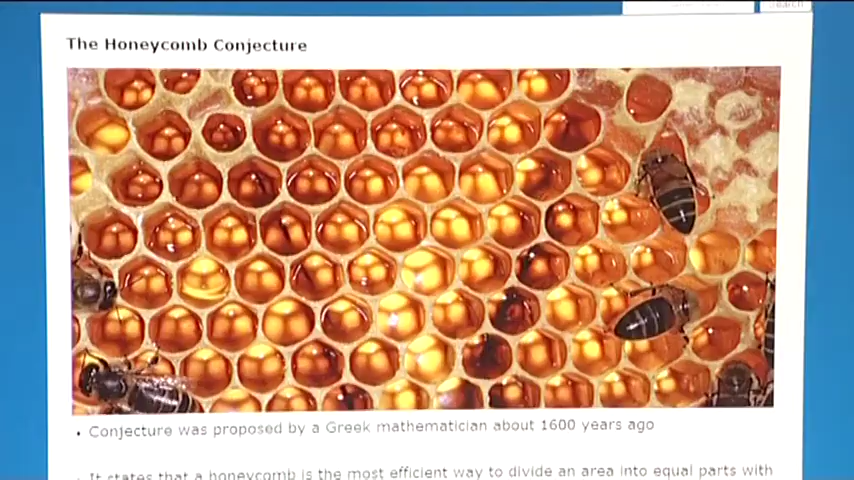 Search
The Honeycomb Conjecture
• Conjecture was proposed by a Greek mathematician about 1600 years ago
• It states that a honeycomb is the most efficient way to divide an area into equal parts with